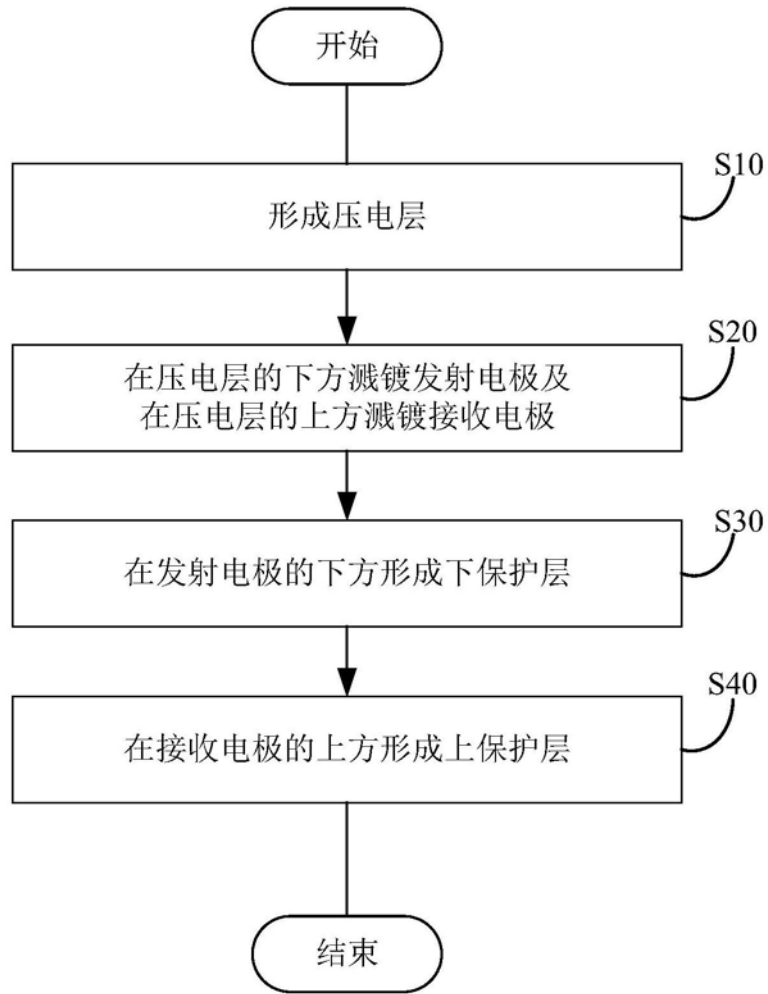 开始
S10
形成压电层
S20
在压电层的下方溅镀发射电极及
在压电层的上方溅镀接收电极
S30
在发射电极的下方形成下保护层
S40
在接收电极的上方形成上保护层
结束